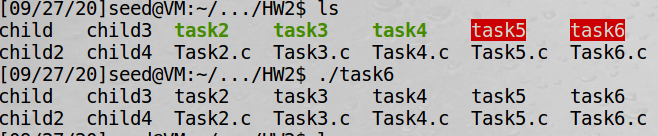 [09/27/20]seed@VM:~/.../HW2$ ls
child child3 task2 task3 task4 task5 task6
child2 child4 Task2.c Task3.c Task4.c Task5.c Task6.c
[09/27/20]seed@VM:~/.../HW2$ ./task6
child child3 task2 task3 task4 task5 task6
child2 child4 Task2.c Task3.c Task4.c Task5.c Task6.c